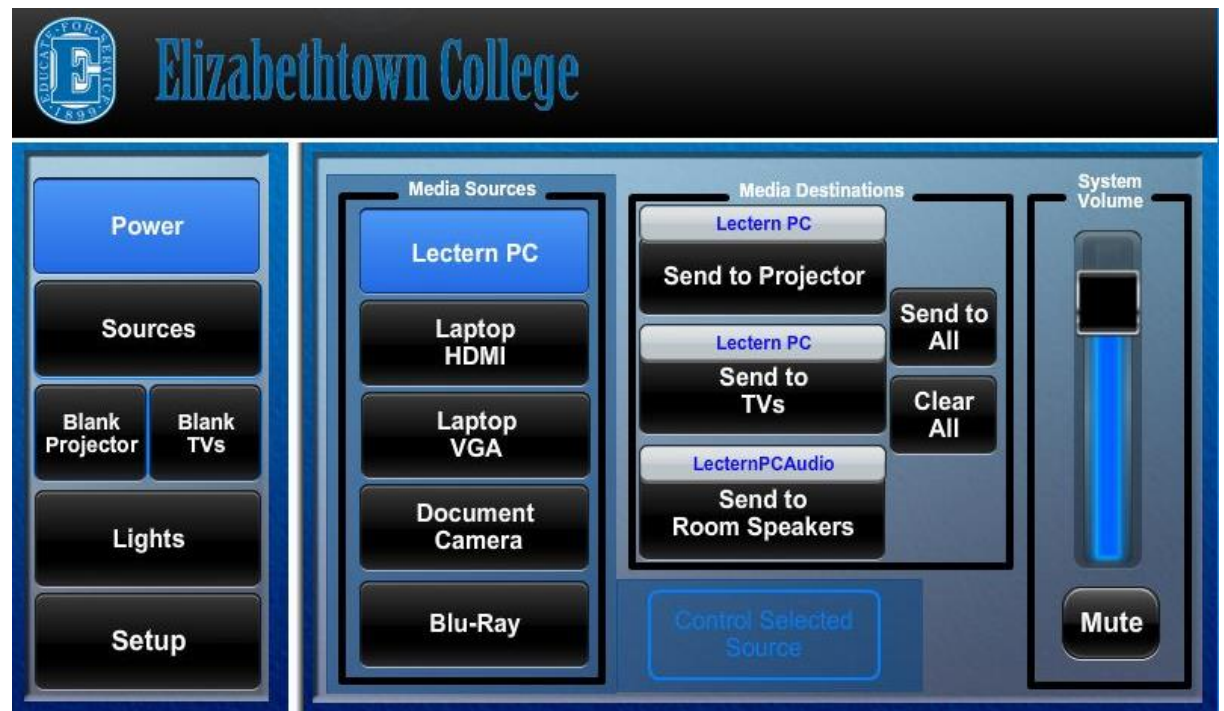 EDUCATE·FOR·SERVICE
·1899·
E
Elizabethtown College
Power
Sources
Blank
Projector
Blank
TVs
Lights
Setup
Media Sources
Lectern PC
Laptop
HDMI
Laptop
VGA
Document
Camera
Blu-Ray
Media Destinations
Lectern PC
Send to Projector
Lectern PC
Send to
TVs
LecternPCAudio
Send to
Room Speakers
Send to
All
Clear
All
Control Selected
Source
System
Volume
Mute